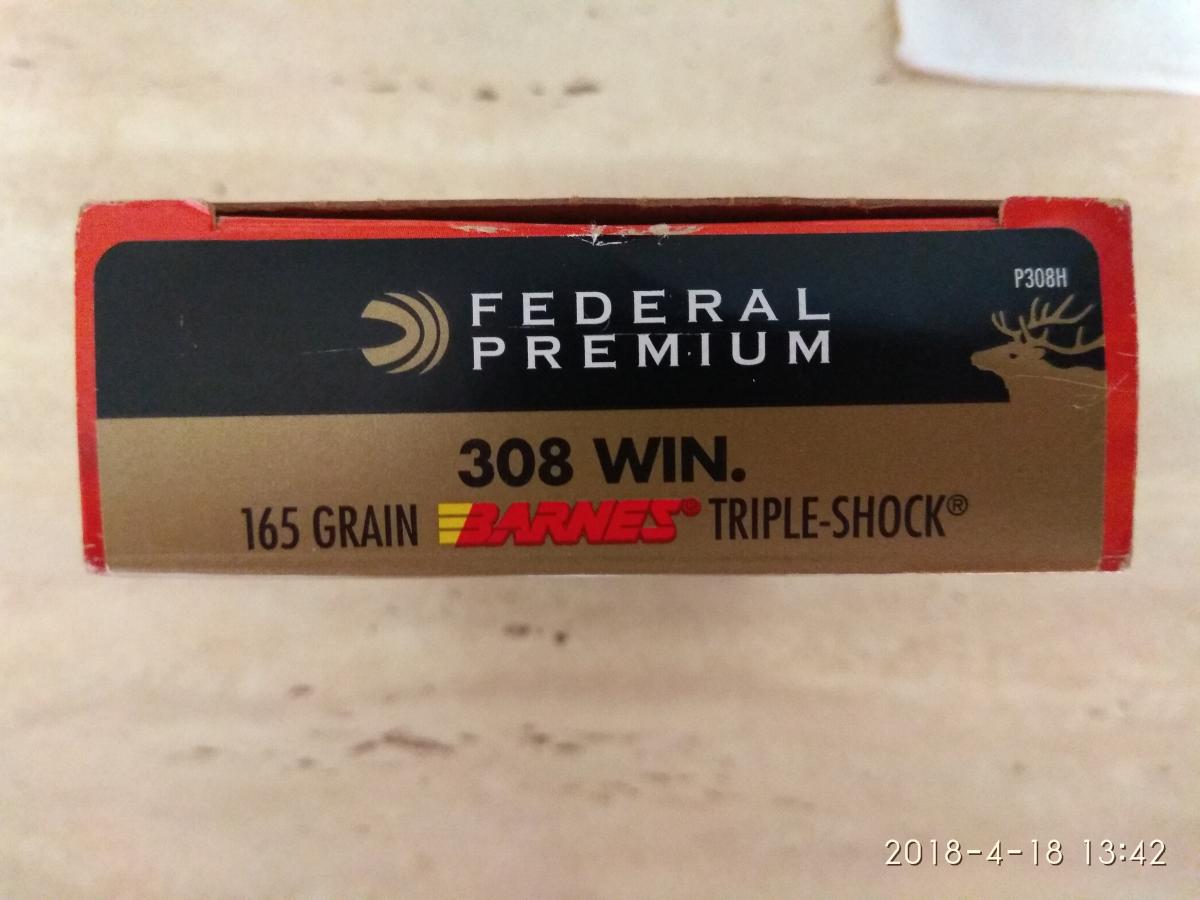 P308H
FEDERAL
PREMIUM
308 WIN.
165 GRAIN BARNES® TRIPLE-SHOCK®
2018-4-18 13:42